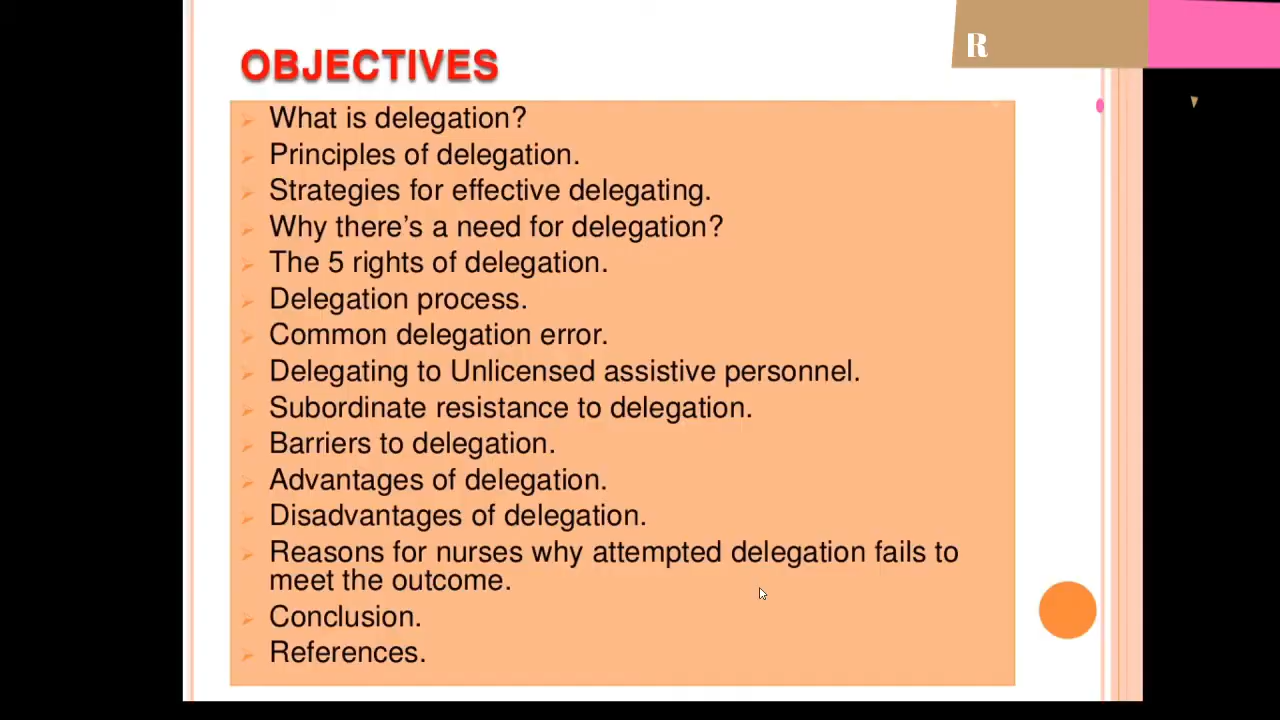 R
OBJECTIVES
What is delegation?
Principles of delegation.
Strategies for effective delegating.
Why there's a need for delegation?
The 5 rights of delegation.
Delegation process.
Common delegation error.
Delegating to Unlicensed assistive personnel.
Subordinate resistance to delegation.
Barriers to delegation.
Advantages of delegation.
Disadvantages of delegation.
Reasons for nurses why attempted delegation fails to
meet the outcome.
Conclusion.
References.